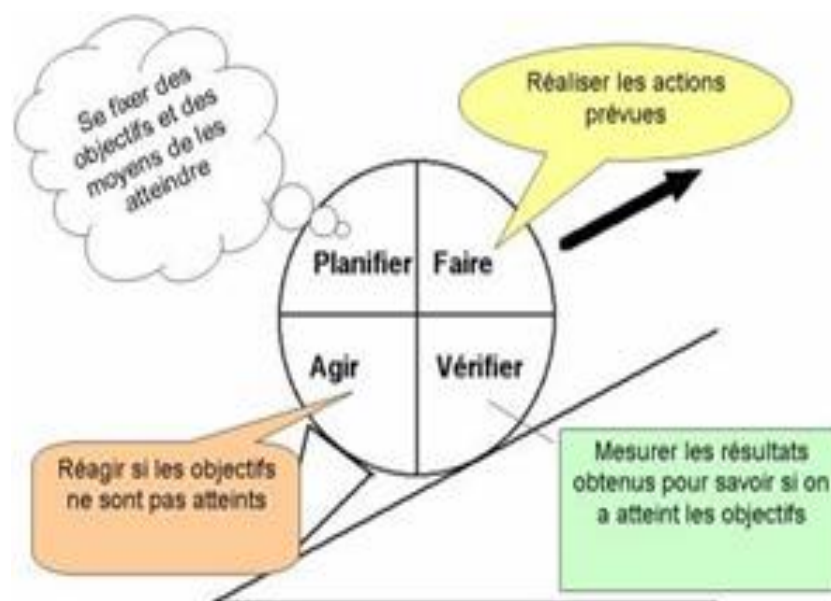 Se fixer des
objectifs et des
moyens de les
atteindre
Réaliser les actions
prévues
Planifier
Faire
Agir
Vérifier
Réagir si les objectifs
ne sont pas atteints
Mesurer les résultats
obtenus pour savoir si on
a atteint les objectifs